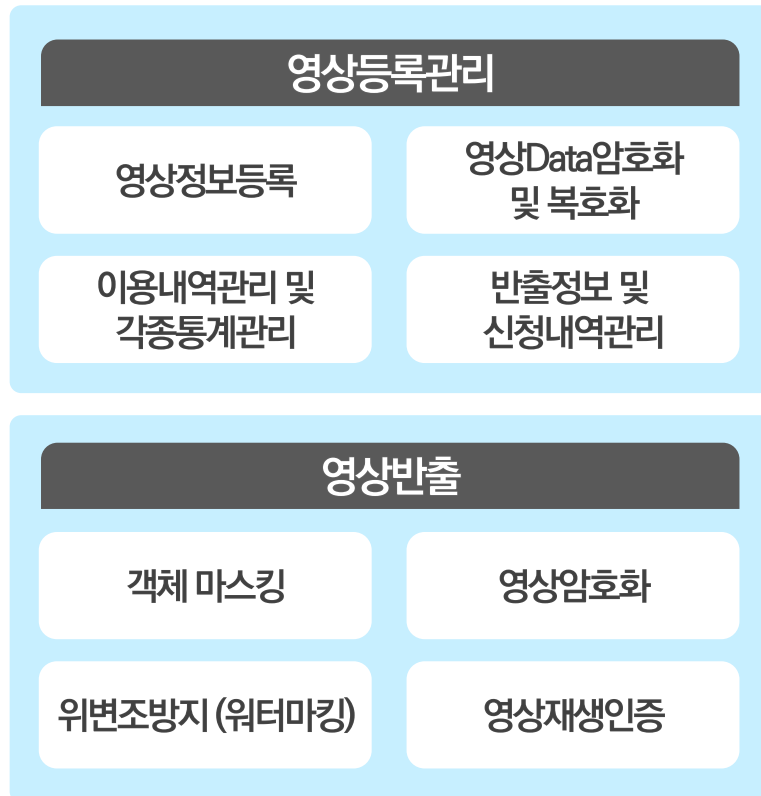 영상등록관리
영상정보등록
영상Data암호화
및 복호화
이용내역관리 및
각종통계관리
반출정보 및
신청내역관리
영상반출
객체 마스킹
영상암호화
위변조방지 (워터마킹)
영상재생인증